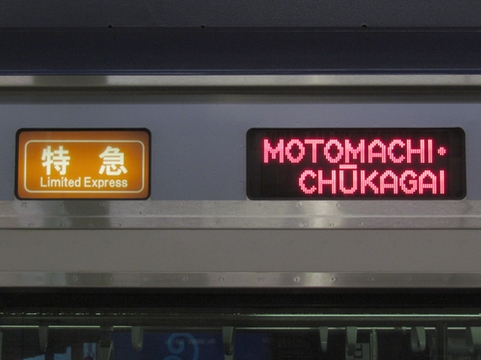 特急
Limited Express
MOTOMACHI・
CHŪKAGAI